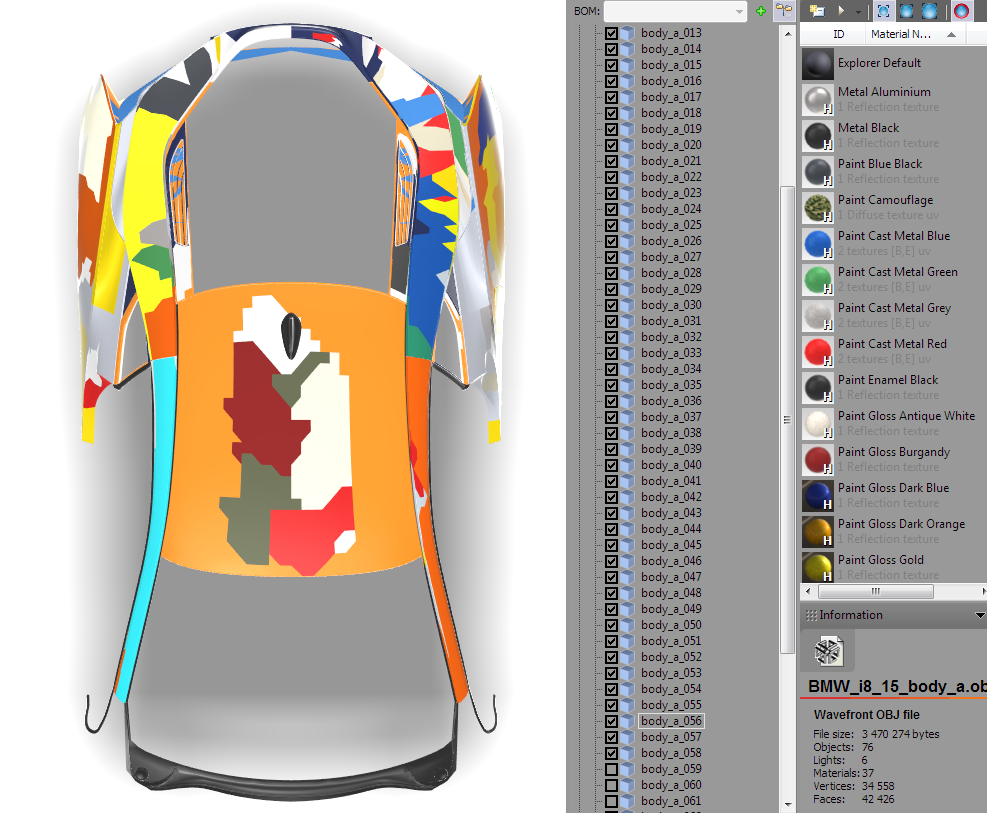 BOM:
body_a_013
body_a_014
body_a_015
body_a_016
body_a_017
body_a_018
body_a_019
body_a_020
body_a_021
body_a_022
body_a_023
body_a_024
body_a_025
body_a_026
body_a_027
body_a_028
body_a_029
body_a_030
body_a_031
body_a_032
body_a_033
body_a_034
body_a_035
body_a_036
body_a_037
body_a_038
body_a_039
body_a_040
body_a_041
body_a_042
body_a_043
body_a_044
body_a_045
body_a_046
body_a_047
body_a_048
body_a_049
body_a_050
body_a_051
body_a_052
body_a_053
body_a_054
body_a_055
body_a_056
body_a_057
body_a_058
body_a_059
body_a_060
body_a_061
ID Material N...
Explorer Default
Metal Aluminium
H 1 Reflection texture
Metal Black
H 1 Reflection texture
Paint Blue Black
H 1 Reflection texture
Paint Camouflage
H 1 Diffuse texture uv
Paint Cast Metal Blue
H 2 textures [B,E] uv
Paint Cast Metal Green
H 2 textures [B,E] uv
Paint Cast Metal Grey
H 2 textures [B,E] uv
Paint Cast Metal Red
H 2 textures [B,E] uv
Paint Enamel Black
H 1 Reflection texture
Paint Gloss Antique White
H 1 Reflection texture
Paint Gloss Burgandy
H 1 Reflection texture
Paint Gloss Dark Blue
H 1 Reflection texture
Paint Gloss Dark Orange
H 1 Reflection texture
Paint Gloss Gold
H 1 Reflection texture
Information
BMW_i8_15_body_a.ob
Wavefront OBJ file
File size: 3 470 274 bytes
Objects: 76
Lights: 6
Materials: 37
Vertices: 34 558
Faces: 42 426